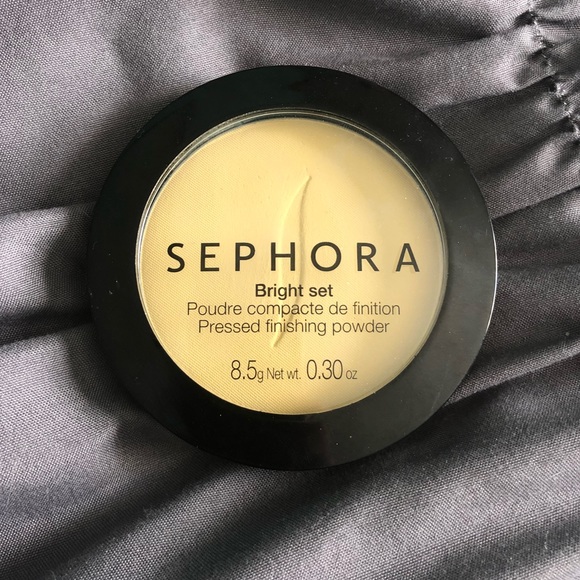 SEPHORA
Bright set
Poudre compacte de finition
Pressed finishing powder
8.5g Net wt. 0.30 oz